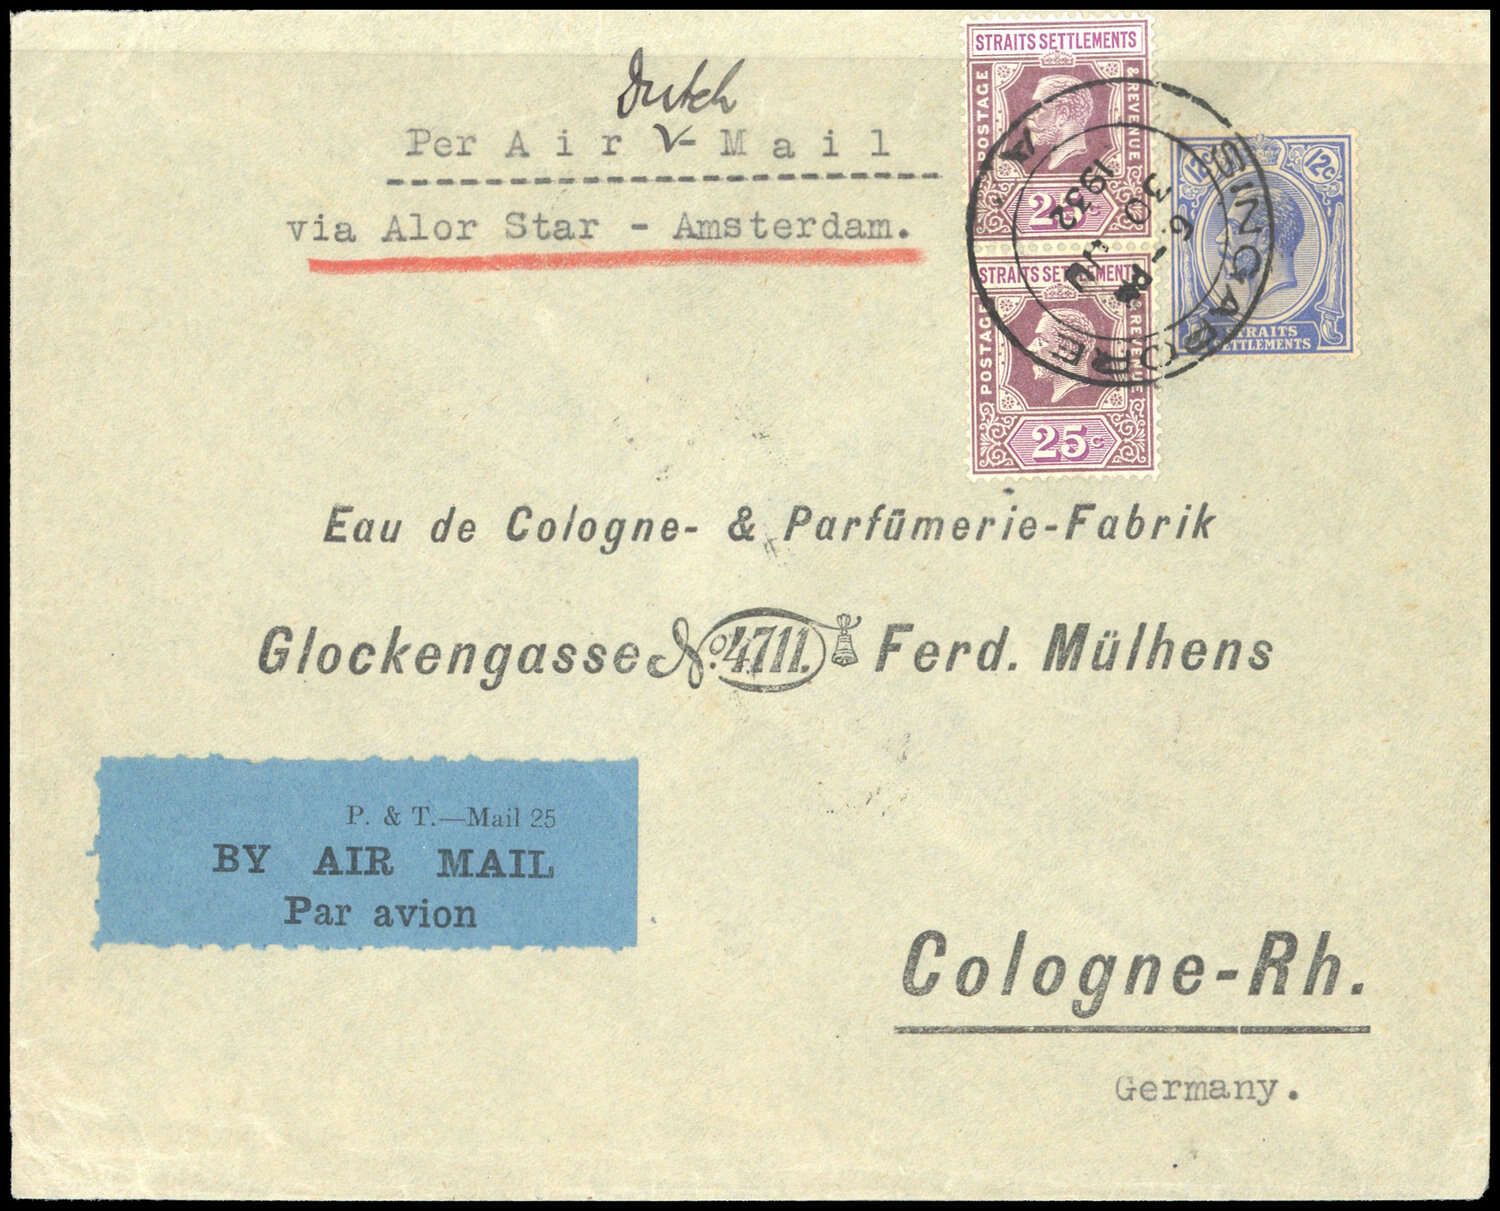 Dutch
Per Air - Mail
via Alor Star - Amsterdam.
STRAITS SETTLEMENTS
POSTAGE & REVENUE
25c
STRAITS SETTLEMENTS
POSTAGE & REVENUE
25c
12c 12c
STRAITS
SETTLEMENTS
SINGAPORE
A
1932
30
Eau de Cologne- & Parfümerie-Fabrik
Glockengasse No. 4711. Ferd. Mülhens
P. & T.—Mail 25
BY AIR MAIL
Par avion
Cologne-Rh.
Germany.